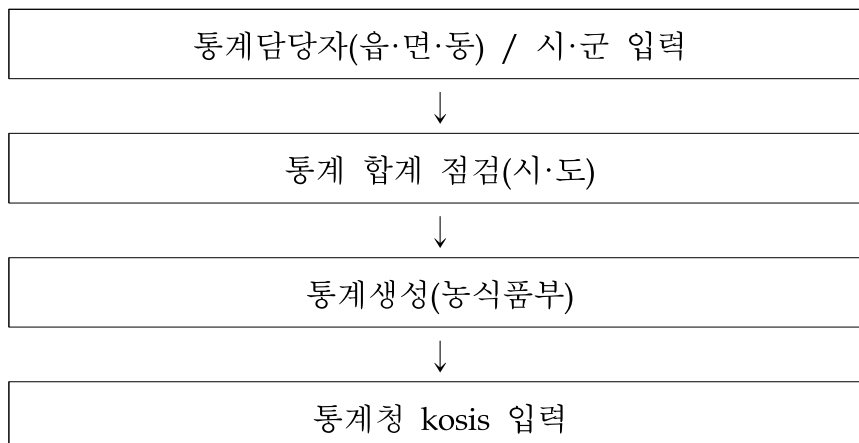 통계담당자(읍·면·동) / 시·군 입력
↓
통계 합계 점검(시·도)
↓
통계생성(농식품부)
↓
통계청 kosis 입력